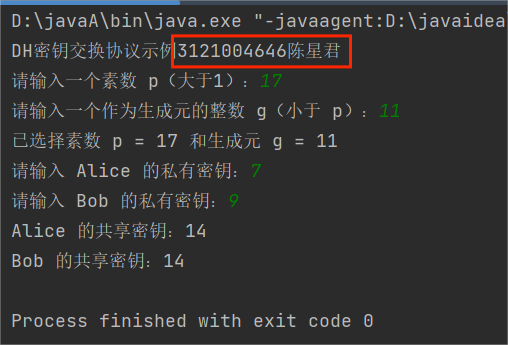 D:\javaA\bin\java.exe "-javaagent:D:\javaidea
DH密钥交换协议示例3121004646陈星君
请输入一个素数 p（大于1）：17
请输入一个作为生成元的整数 g（小于 p）：11
已选择素数 p = 17 和生成元 g = 11
请输入 Alice 的私有密钥：7
请输入 Bob 的私有密钥：9
Alice 的共享密钥：14
Bob 的共享密钥：14
Process finished with exit code 0